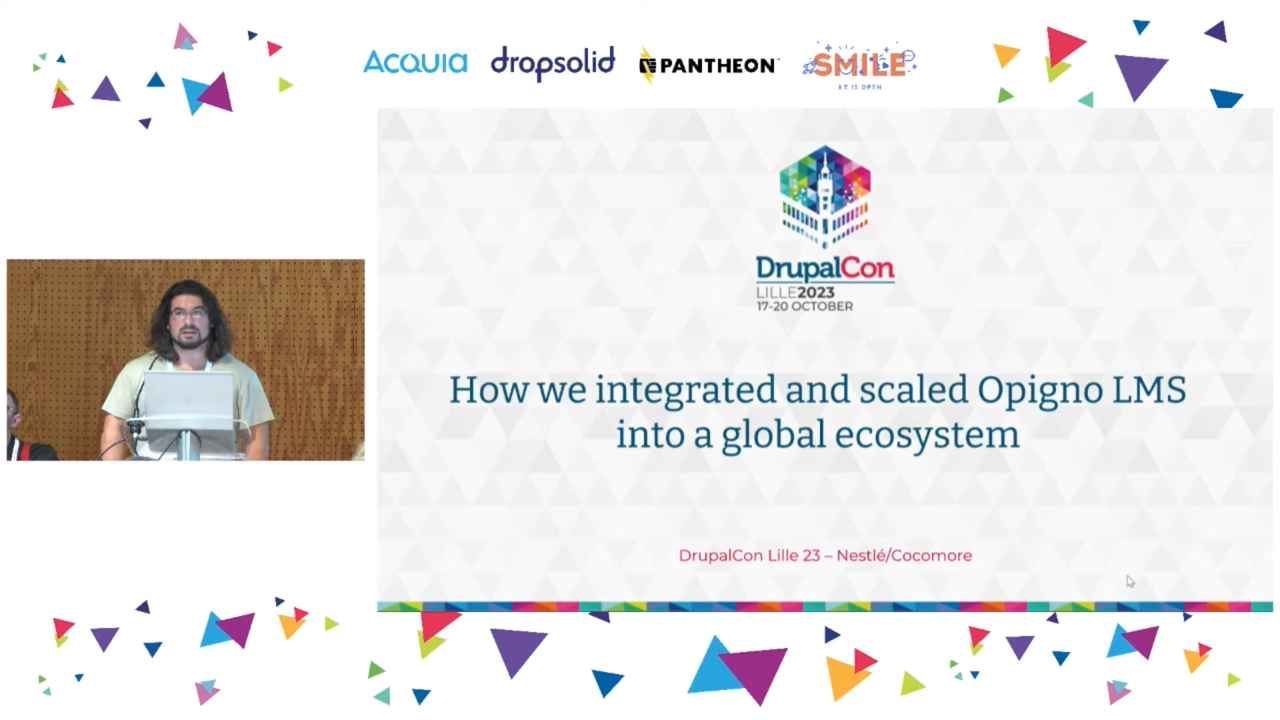 ACQUIA
dropsolid
PANTHEON
SMILE
I.T IS OPEN
DrupalCon
LILLE2023
17-20 OCTOBER
How we integrated and scaled Opigno LMS
into a global ecosystem
DrupalCon Lille 23 – Nestlé/Cocomore